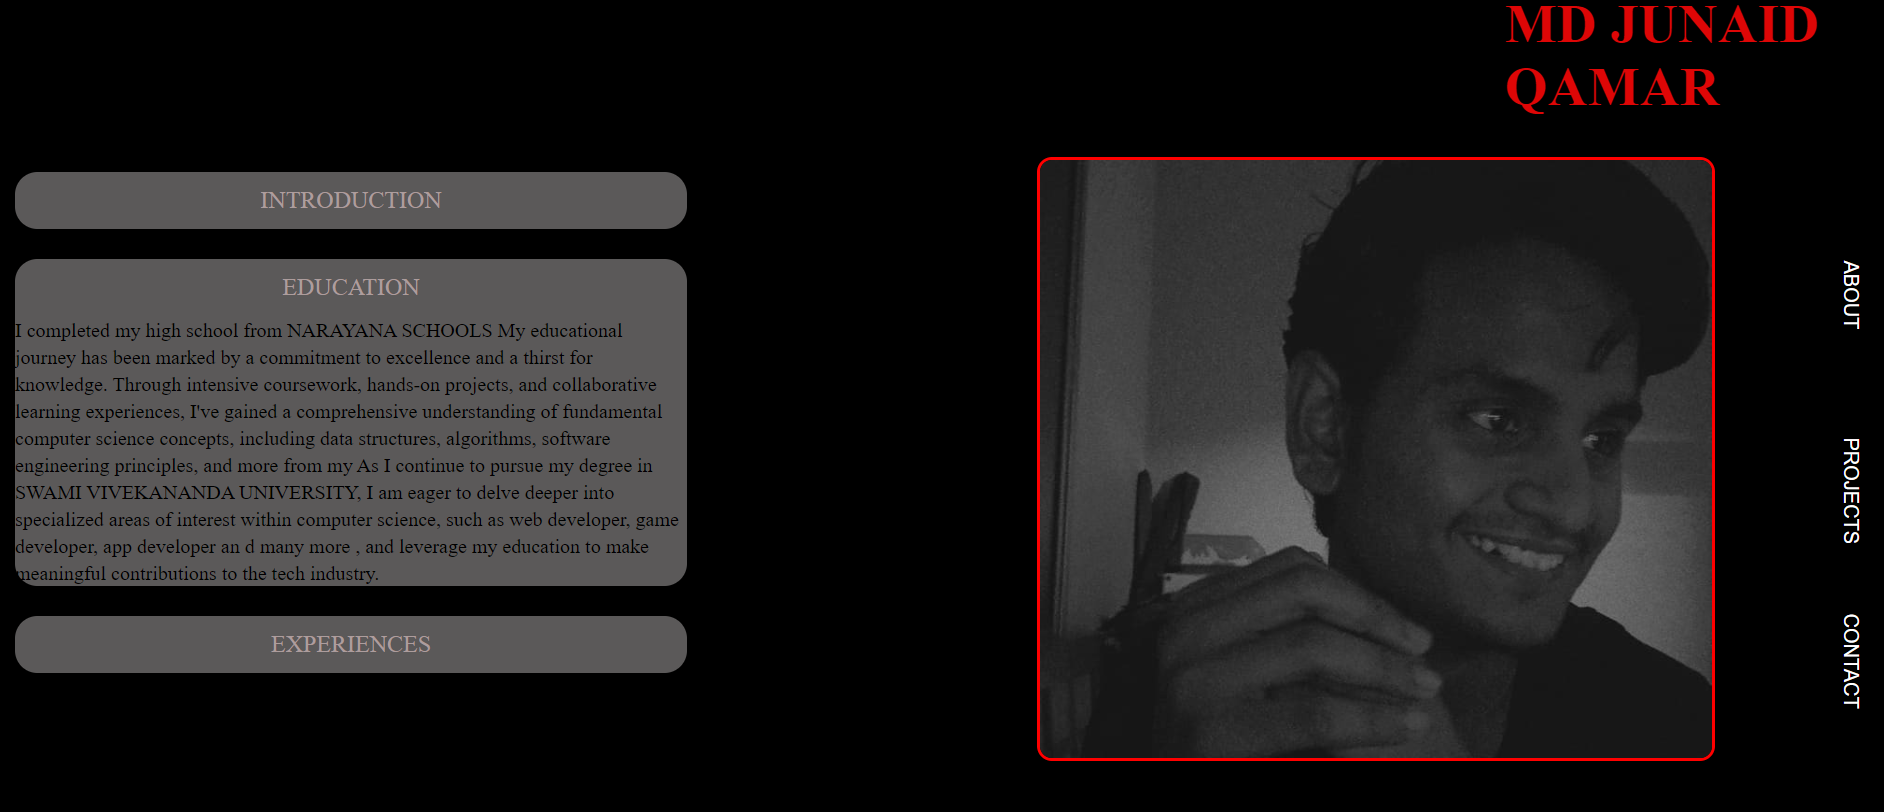 MD JUNAID
QAMAR
INTRODUCTION
EDUCATION
I completed my high school from NARAYANA SCHOOLS My educational
journey has been marked by a commitment to excellence and a thirst for
knowledge. Through intensive coursework, hands-on projects, and collaborative
learning experiences, I've gained a comprehensive understanding of fundamental
computer science concepts, including data structures, algorithms, software
engineering principles, and more from my As I continue to pursue my degree in
SWAMI VIVEKANANDA UNIVERSITY, I am eager to delve deeper into
specialized areas of interest within computer science, such as web developer, game
developer, app developer an d many more , and leverage my education to make
meaningful contributions to the tech industry.
EXPERIENCES
ABOUT
PROJECTS
CONTACT